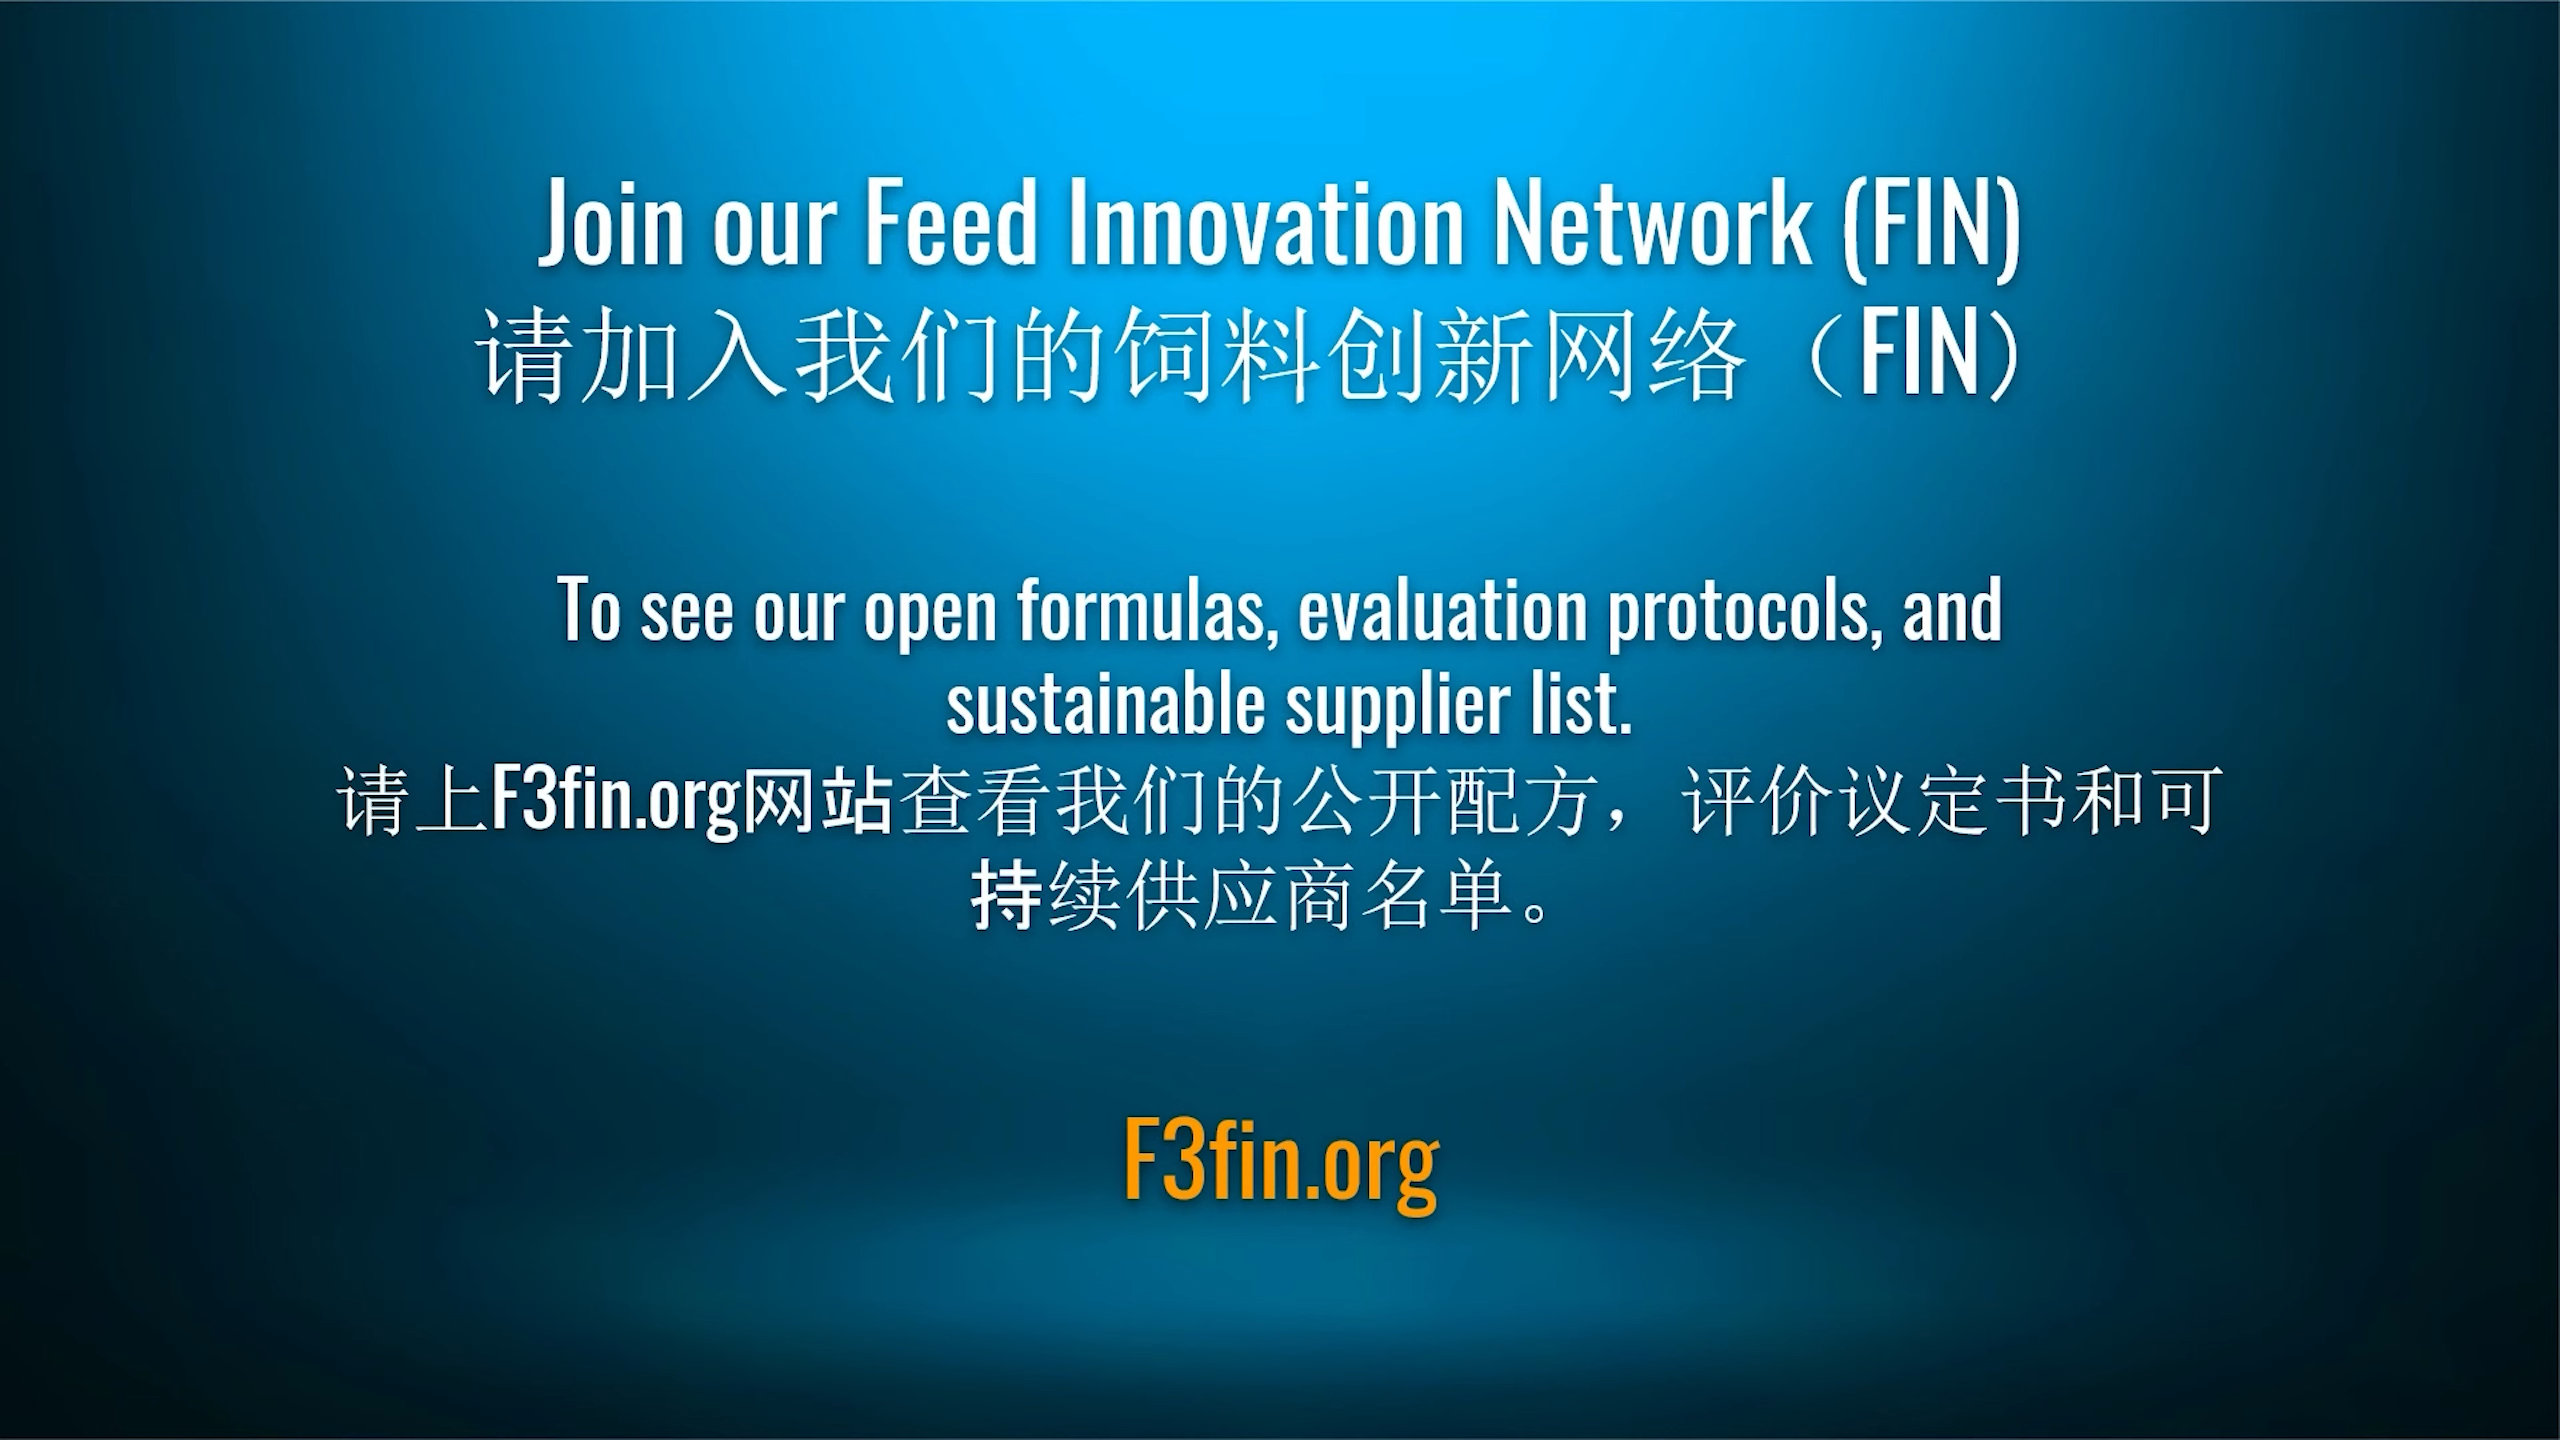 Join our Feed Innovation Network (FIN)
请加入我们的饲料创新网络（FIN）
To see our open formulas, evaluation protocols, and
sustainable supplier list.
请上F3fin.org网站查看我们的公开配方，评价议定书和可
持续供应商名单。
F3fin.org